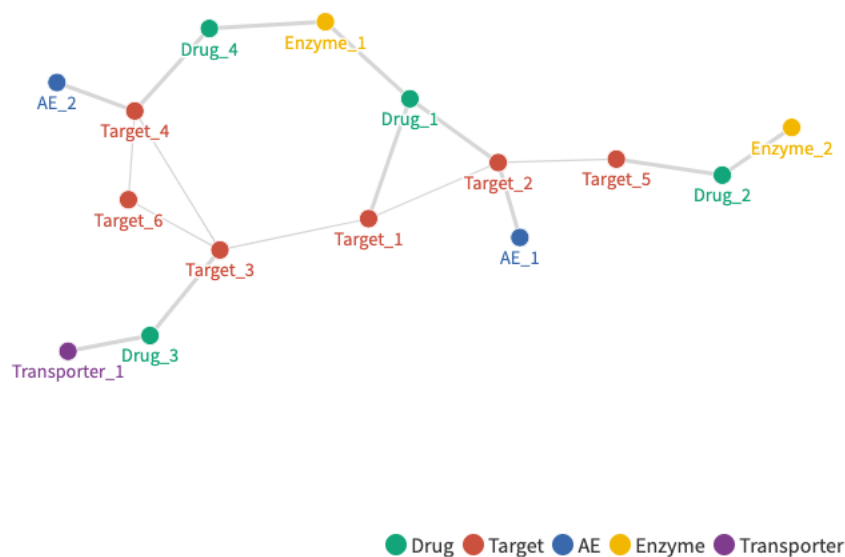 Drug_4
Enzyme_1
AE_2
Drug_1
Target_4
Enzyme_2
Target_2
Target_5
Drug_2
Target_6
Target_1
AE_1
Target_3
Drug_3
Transporter_1
Drug Target AE Enzyme Transporter